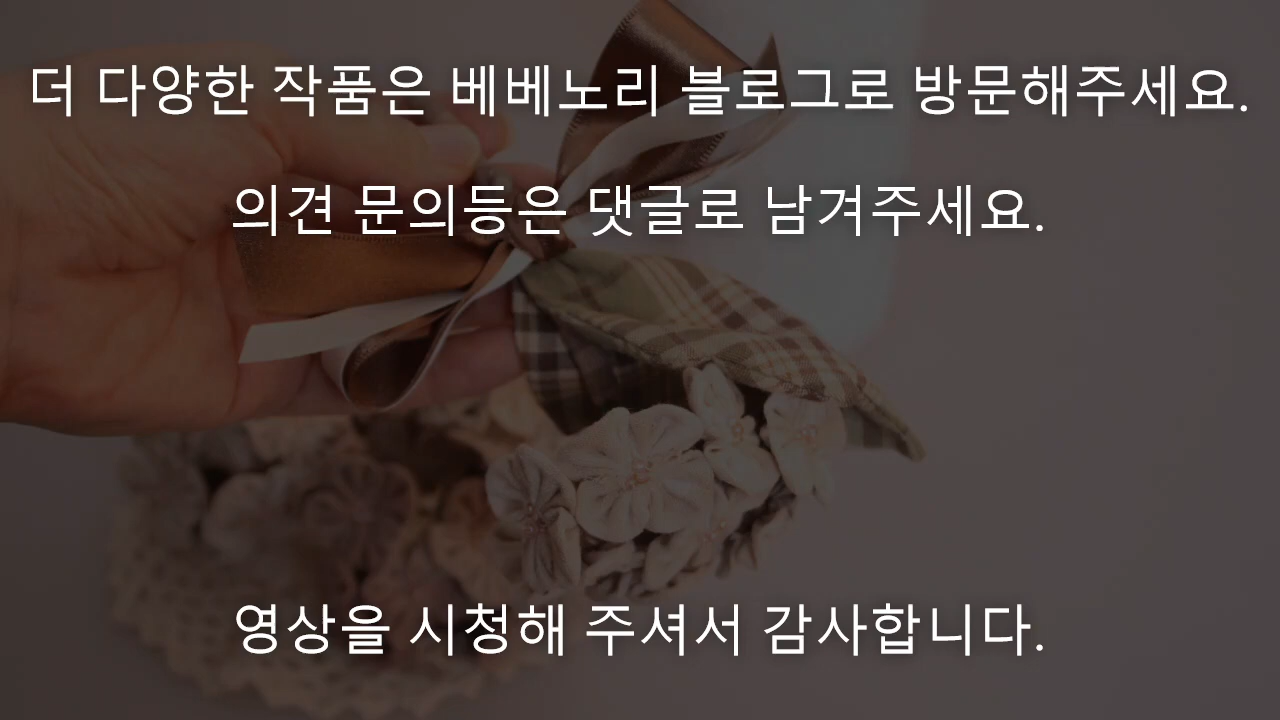 더 다양한 작품은 베베노리 블로그로 방문해주세요.
의견 문의등은 댓글로 남겨주세요.
영상을 시청해 주셔서 감사합니다.